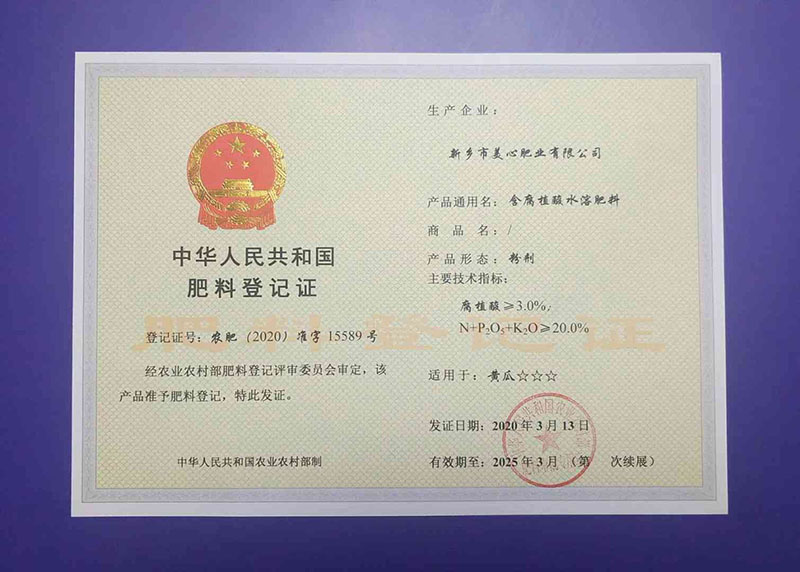 中华人民共和国
肥料登记证
登记证号：农肥（2020）准字 15589 号
经农业农村部肥料登记评审委员会审定，该
产品准予肥料登记，特此发证。
中华人民共和国农业农村部制
生产企业：
新乡市美心肥业有限公司
产品通用名：含腐植酸水溶肥料
商品名：/
产品形态：粉剂
主要技术指标：
腐植酸≥3.0%；
N+P₂O₅+K₂O≥20.0%
适用于：黄瓜☆☆☆
发证日期：2020 年 3 月 13 日
有效期至：2025 年 3 月（第 次续展）
肥料登记证